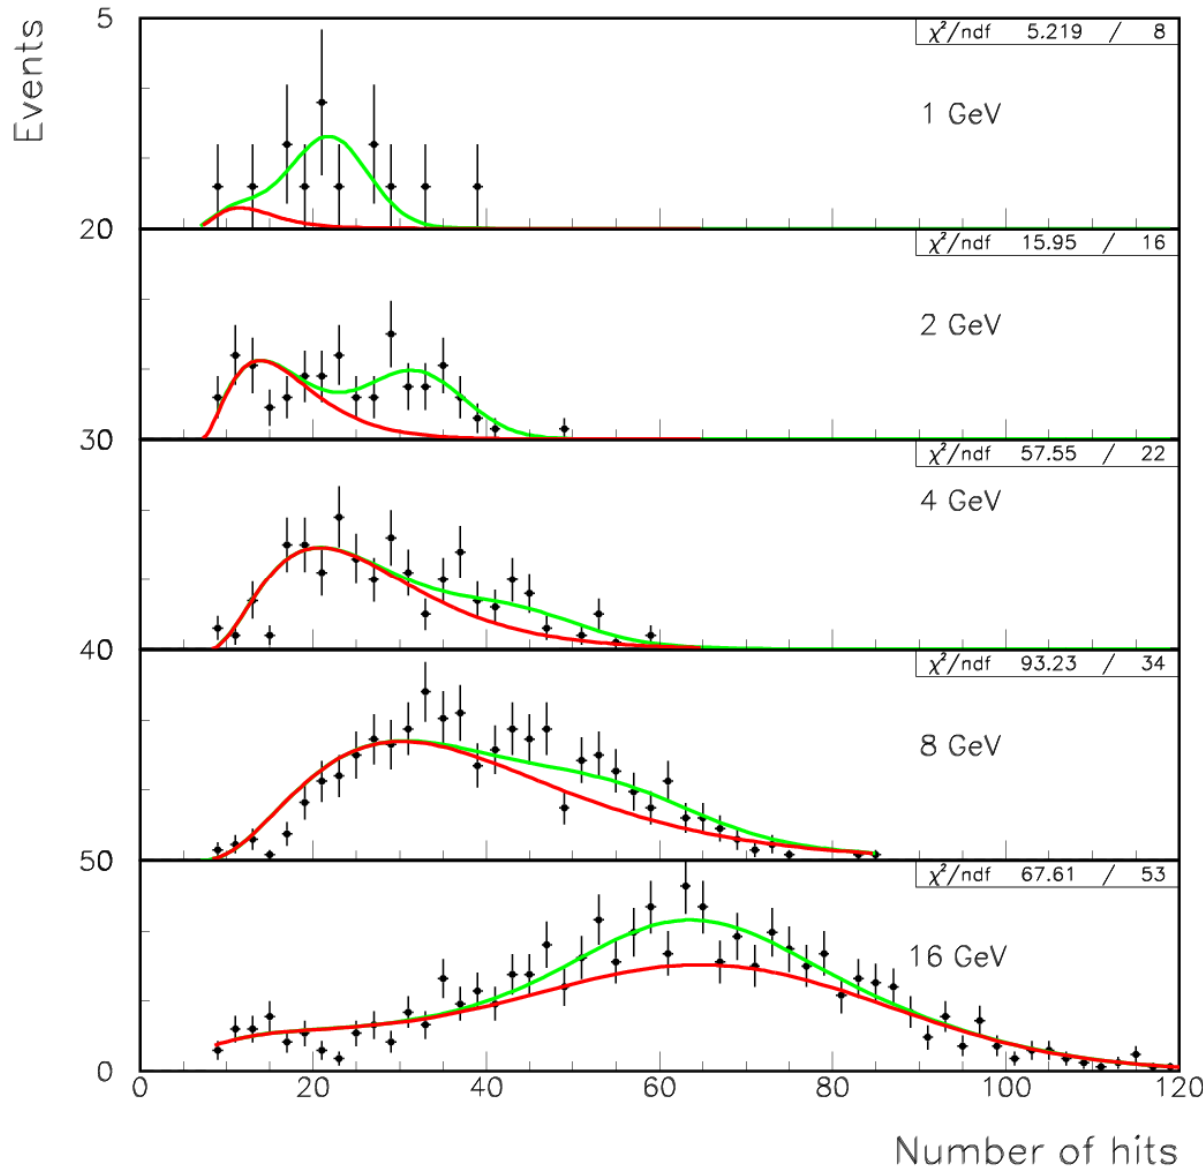 Events
5
χ²/ndf 5.219 / 8
1 GeV
20
χ²/ndf 15.95 / 16
2 GeV
30
χ²/ndf 57.55 / 22
4 GeV
40
χ²/ndf 93.23 / 34
8 GeV
50
χ²/ndf 67.61 / 53
16 GeV
0
0 20 40 60 80 100 120
Number of hits